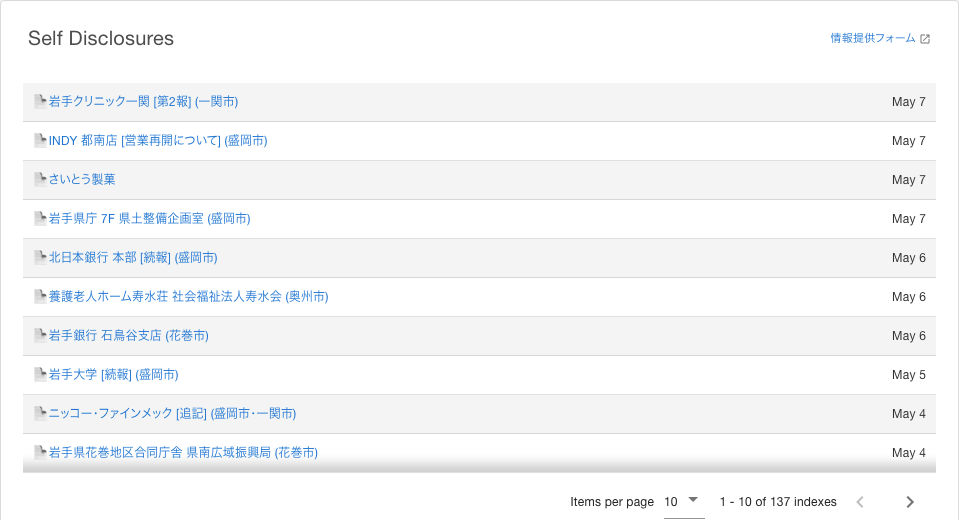 Self Disclosures
情報提供フォーム
岩手クリニック一関 [第2報] (一関市) May 7
INDY 都南店 [営業再開について] (盛岡市) May 7
さいとう製菓 May 7
岩手県庁 7F 県土整備企画室 (盛岡市) May 7
北日本銀行 本部 [続報] (盛岡市) May 6
養護老人ホーム寿水荘 社会福祉法人寿水会 (奥州市) May 6
岩手銀行 石鳥谷支店 (花巻市) May 6
岩手大学 [続報] (盛岡市) May 5
ニッコー・ファインメック [追記] (盛岡市・一関市) May 4
岩手県花巻地区合同庁舎 県南広域振興局 (花巻市) May 4
Items per page 10 1 - 10 of 137 indexes